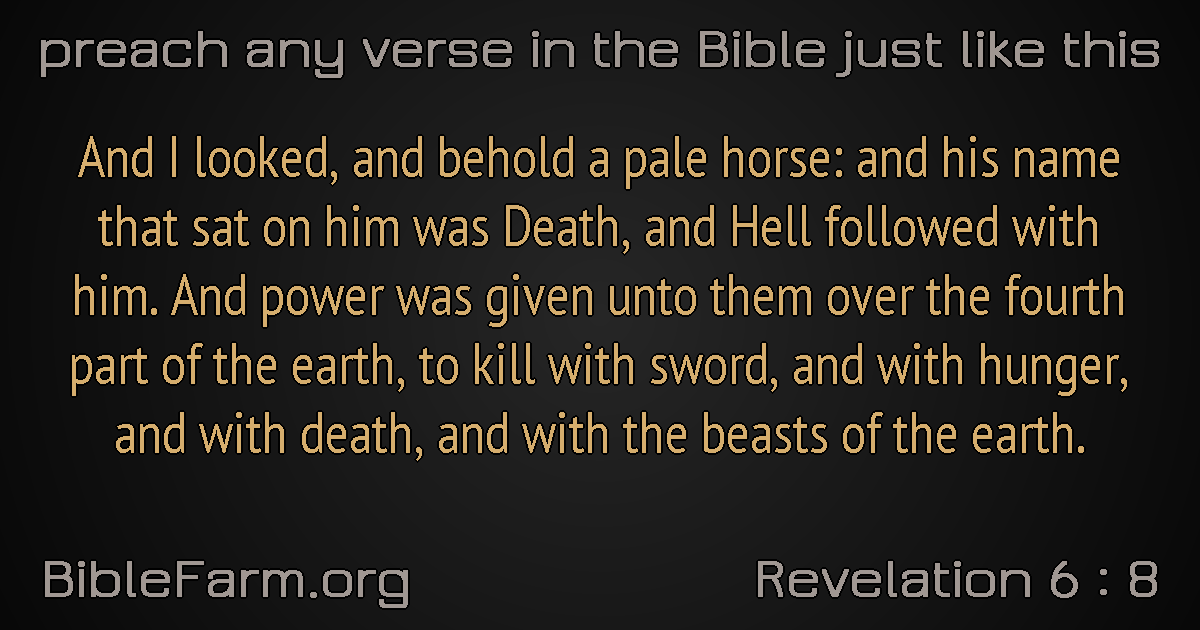 preach any verse in the Bible just like this
And I looked, and behold a pale horse: and his name
that sat on him was Death, and Hell followed with
him. And power was given unto them over the fourth
part of the earth, to kill with sword, and with hunger,
and with death, and with the beasts of the earth.
BibleFarm.org
Revelation 6 : 8